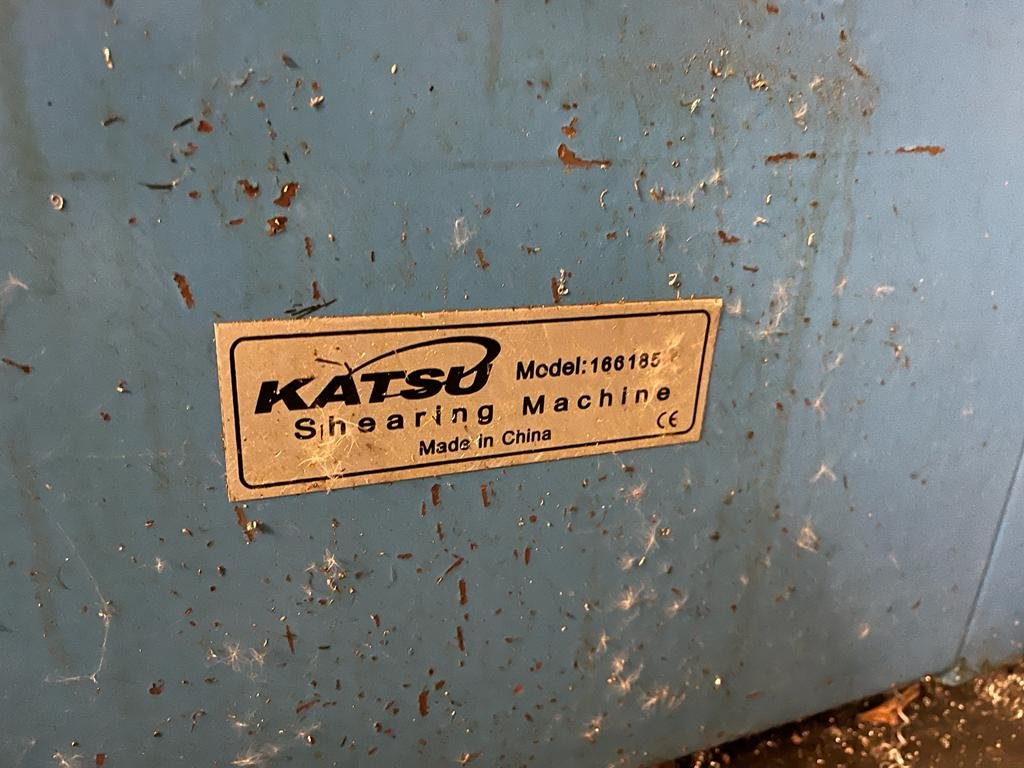 KATSU Model:166185
Shearing Machine
Made in China CE